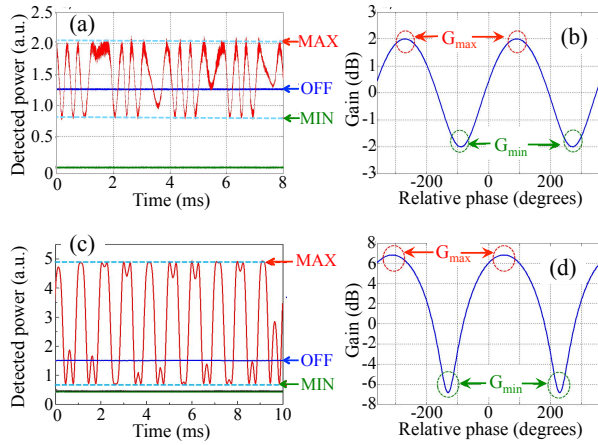 (a)
Detected power (a.u.)
2.5
2.0
1.5
1.0
0.5
0
0 2 4 6 8
Time (ms)
MAX
OFF
MIN
(b)
Gain (dB)
3
2
1
0
-1
-2
-3
-200 0 200
Relative phase (degrees)
Gmax
Gmin
(c)
Detected power (a.u.)
5
4
3
2
1
0
0 2 4 6 8 10
Time (ms)
MAX
OFF
MIN
(d)
Gain (dB)
8
6
4
2
0
-2
-4
-6
-8
-200 0 200
Relative phase (degrees)
Gmax
Gmin